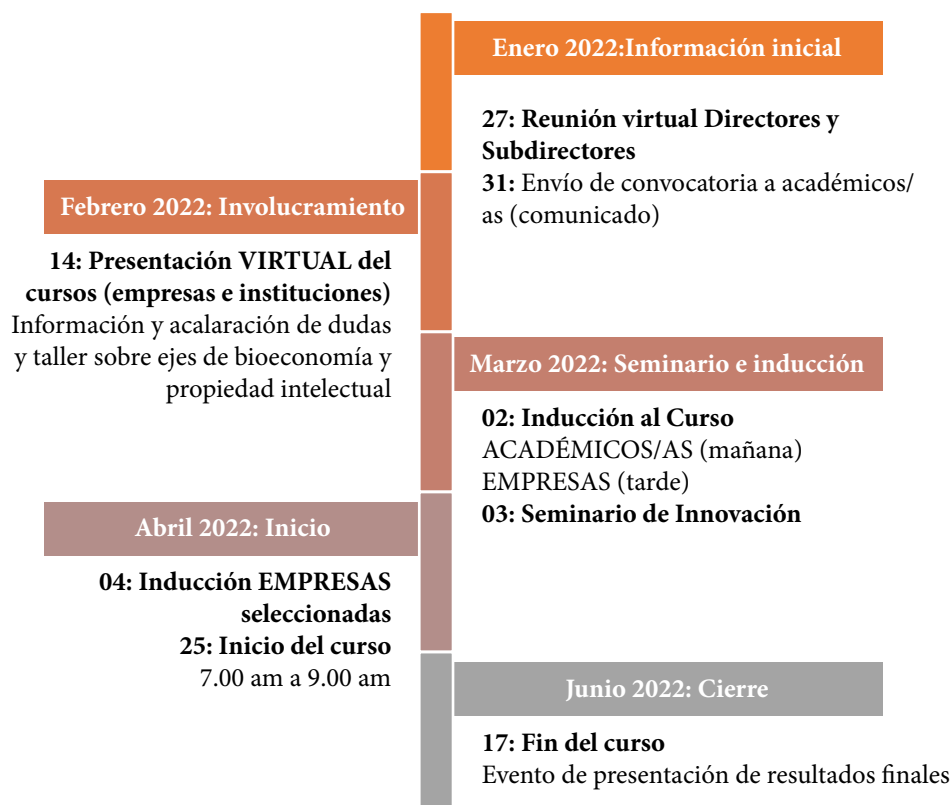 Enero 2022:Información inicial
27: Reunión virtual Directores y
Subdirectores
31: Envío de convocatoria a académicos/
as (comunicado)
Febrero 2022: Involucramiento
14: Presentación VIRTUAL del
cursos (empresas e instituciones)
Información y acalaración de dudas
y taller sobre ejes de bioeconomía y
propiedad intelectual
Marzo 2022: Seminario e inducción
02: Inducción al Curso
ACADÉMICOS/AS (mañana)
EMPRESAS (tarde)
03: Seminario de Innovación
Abril 2022: Inicio
04: Inducción EMPRESAS
seleccionadas
25: Inicio del curso
7.00 am a 9.00 am
Junio 2022: Cierre
17: Fin del curso
Evento de presentación de resultados finales